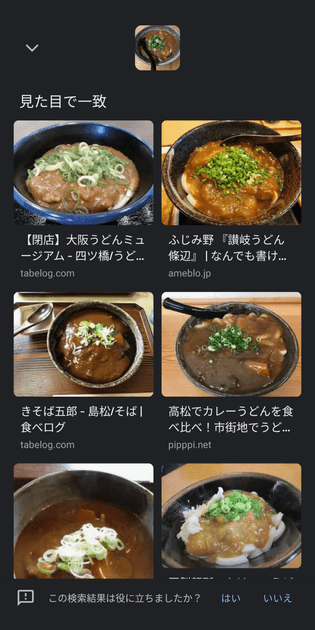 見た目で一致
【閉店】大阪うどんミュ
ージアム - 四ツ橋/うど...
tabelog.com
ふじみ野 『讃岐うどん
條辺』 | なんでも書け...
ameblo.jp
きそば五郎 - 島松/そば |
食べログ
tabelog.com
高松でカレーうどんを食
べ比べ！市街地でうど...
pipppi.net
この検索結果は役に立ちましたか？
はい
いいえ